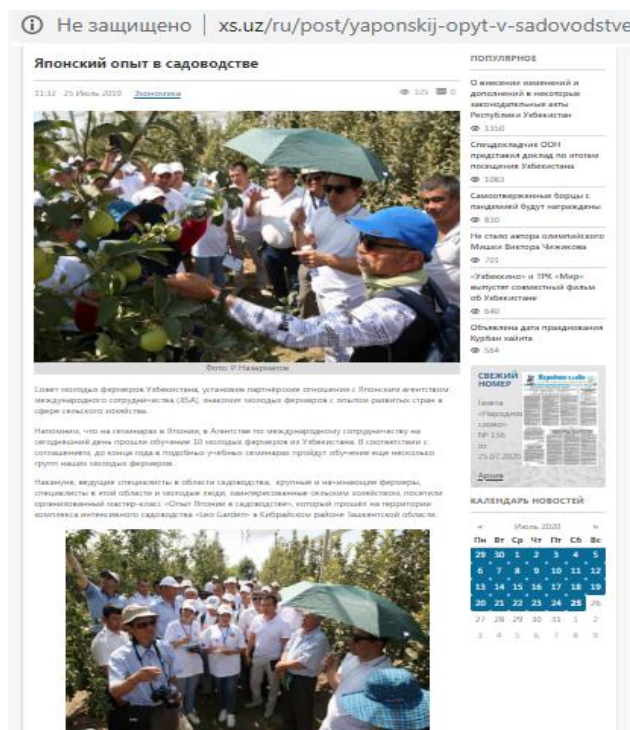 Не защищено | xs.uz/ru/post/yaponskij-opyt-v-sadovodstve
Японский опыт в садоводстве
11:32 25 Июль 2019 Экономика
125 0
Фото: Р.Назарматов
Совет молодых фермеров Узбекистана, установив партнёрские отношения с Японским агентством
международного сотрудничества (JISA), знакомит молодых фермеров с опытом развитых стран в
сфере сельского хозяйства.
Напомним, что на семинарах в Японии, в Агентстве по международному сотрудничеству на
сегодняшний день прошли обучение 10 молодых фермеров из Узбекистана. В соответствии с
соглашением, до конца года в подобных учебных семинарах пройдут обучение еще несколько
групп наших молодых фермеров.
Накануне, ведущие специалисты в области садоводства, крупные и начинающие фермеры,
специалисты в этой области и молодые люди, заинтересованные сельским хозяйством, посетили
организованный мастер-класс «Опыт Японии в садоводстве», который прошёл на территории
комплекса интенсивного садоводства «Leo Garden» в Кибрайском районе Ташкентской области.
ПОПУЛЯРНОЕ
О внесении изменений и
дополнений в некоторые
законодательные акты
Республики Узбекистан
1350
Спецдокладчик ООН
представил доклад по итогам
посещения Узбекистана
1083
Самоотверженные борцы с
пандемией будут награждены
830
Не стало автора олимпийского
Мишки Виктора Чижикова
701
«Узбеккино» и ТРК «Мир»
выпустят совместный фильм
об Узбекистане
640
Объявлена дата празднования
Курбан хайита
564
СВЕЖИЙ
НОМЕР
Народное слово
Газета
«Народное
слово»
№ 156
от
25.07.2020
Архив
КАЛЕНДАРЬ НОВОСТЕЙ
« Июль 2020 »
Пн Вт Ср Чт Пт Сб Вс
29 30 1 2 3 4 5
6 7 8 9 10 11 12
13 14 15 16 17 18 19
20 21 22 23 24 25 26
27 28 29 30 31 1 2
3 4 5 6 7 8 9